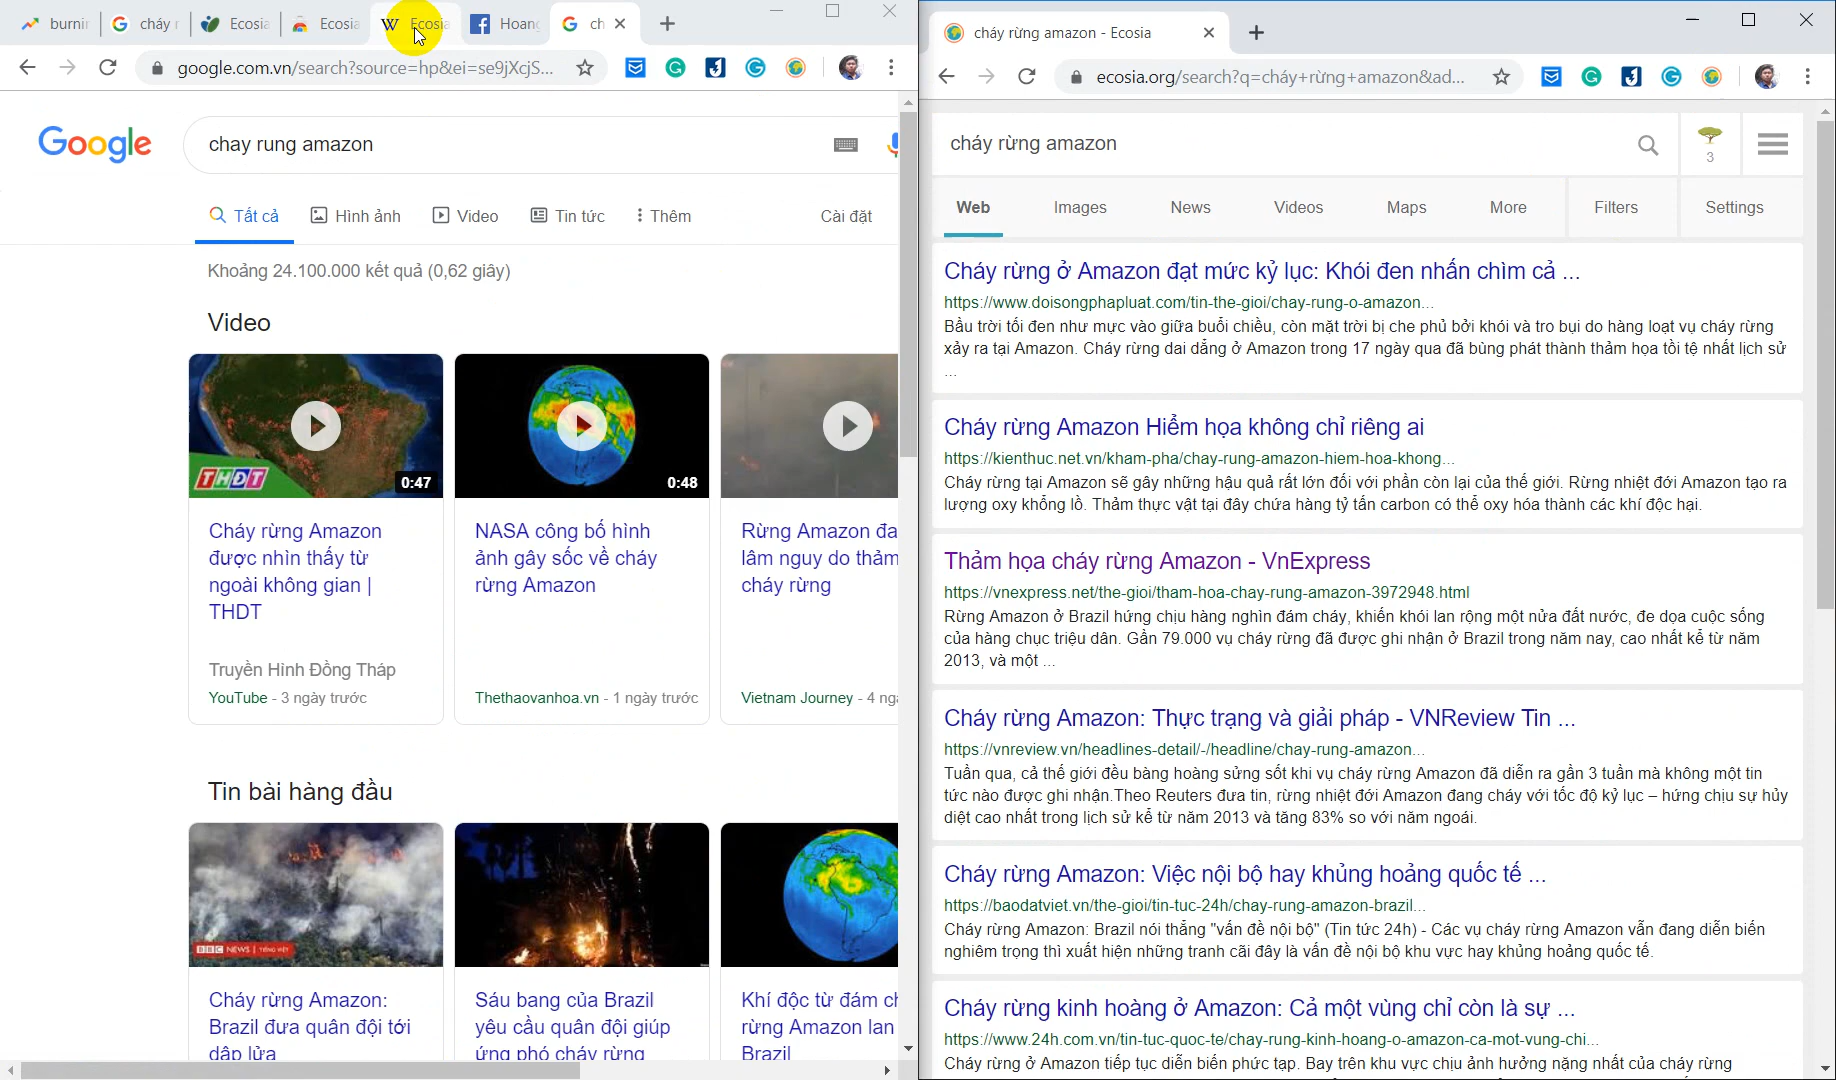 burnin
cháy r
Ecosia
Ecosia
Ecosia
Hoang
ch
google.com.vn/search?source=hp&ei=se9jXcjS...
Google
chay rung amazon
Tất cả
Hình ảnh
Video
Tin tức
Thêm
Cài đặt
Khoảng 24.100.000 kết quả (0,62 giây)
Video
THDT
0:47
0:48
Cháy rừng Amazon
được nhìn thấy từ
ngoài không gian |
THDT
Truyền Hình Đồng Tháp
YouTube - 3 ngày trước
NASA công bố hình
ảnh gây sốc về cháy
rừng Amazon
Thethaovanhoa.vn - 1 ngày trước
Rừng Amazon đa
lâm nguy do thảm
cháy rừng
Vietnam Journey - 4 ngà
Tin bài hàng đầu
BBC NEWS | TIẾNG VIỆT
Cháy rừng Amazon:
Brazil đưa quân đội tới
dập lửa
Sáu bang của Brazil
yêu cầu quân đội giúp
ứng phó cháy rừng
Khí độc từ đám ch
rừng Amazon lan
Brazil
cháy rừng amazon - Ecosia
ecosia.org/search?q=cháy+rừng+amazon&ad...
cháy rừng amazon
3
Web
Images
News
Videos
Maps
More
Filters
Settings
Cháy rừng ở Amazon đạt mức kỷ lục: Khói đen nhấn chìm cả ...
https://www.doisongphapluat.com/tin-the-gioi/chay-rung-o-amazon...
Bầu trời tối đen như mực vào giữa buổi chiều, còn mặt trời bị che phủ bởi khói và tro bụi do hàng loạt vụ cháy rừng
xảy ra tại Amazon. Cháy rừng dai dẳng ở Amazon trong 17 ngày qua đã bùng phát thành thảm họa tồi tệ nhất lịch sử
...
Cháy rừng Amazon Hiểm họa không chỉ riêng ai
https://kienthuc.net.vn/kham-pha/chay-rung-amazon-hiem-hoa-khong...
Cháy rừng tại Amazon sẽ gây những hậu quả rất lớn đối với phần còn lại của thế giới. Rừng nhiệt đới Amazon tạo ra
lượng oxy khổng lồ. Thảm thực vật tại đây chứa hàng tỷ tấn carbon có thể oxy hóa thành các khí độc hại.
Thảm họa cháy rừng Amazon - VnExpress
https://vnexpress.net/the-gioi/tham-hoa-chay-rung-amazon-3972948.html
Rừng Amazon ở Brazil hứng chịu hàng nghìn đám cháy, khiến khói lan rộng một nửa đất nước, đe dọa cuộc sống
của hàng chục triệu dân. Gần 79.000 vụ cháy rừng đã được ghi nhận ở Brazil trong năm nay, cao nhất kể từ năm
2013, và một ...
Cháy rừng Amazon: Thực trạng và giải pháp - VNReview Tin ...
https://vnreview.vn/headlines-detail/-/headline/chay-rung-amazon...
Tuần qua, cả thế giới đều bàng hoàng sửng sốt khi vụ cháy rừng Amazon đã diễn ra gần 3 tuần mà không một tin
tức nào được ghi nhận.Theo Reuters đưa tin, rừng nhiệt đới Amazon đang cháy với tốc độ kỷ lục – hứng chịu sự hủy
diệt cao nhất trong lịch sử kể từ năm 2013 và tăng 83% so với năm ngoái.
Cháy rừng Amazon: Việc nội bộ hay khủng hoảng quốc tế ...
https://baodatviet.vn/the-gioi/tin-tuc-24h/chay-rung-amazon-brazil...
Cháy rừng Amazon: Brazil nói thẳng "vấn đề nội bộ" (Tin tức 24h) - Các vụ cháy rừng Amazon vẫn đang diễn biến
nghiêm trọng thì xuất hiện những tranh cãi đây là vấn đề nội bộ khu vực hay khủng hoảng quốc tế.
Cháy rừng kinh hoàng ở Amazon: Cả một vùng chỉ còn là sự ...
https://www.24h.com.vn/tin-tuc-quoc-te/chay-rung-kinh-hoang-o-amazon-ca-mot-vung-chi...
Cháy rừng ở Amazon tiếp tục diễn biến phức tạp. Bay trên khu vực chịu ảnh hưởng nặng nhất của cháy rừng